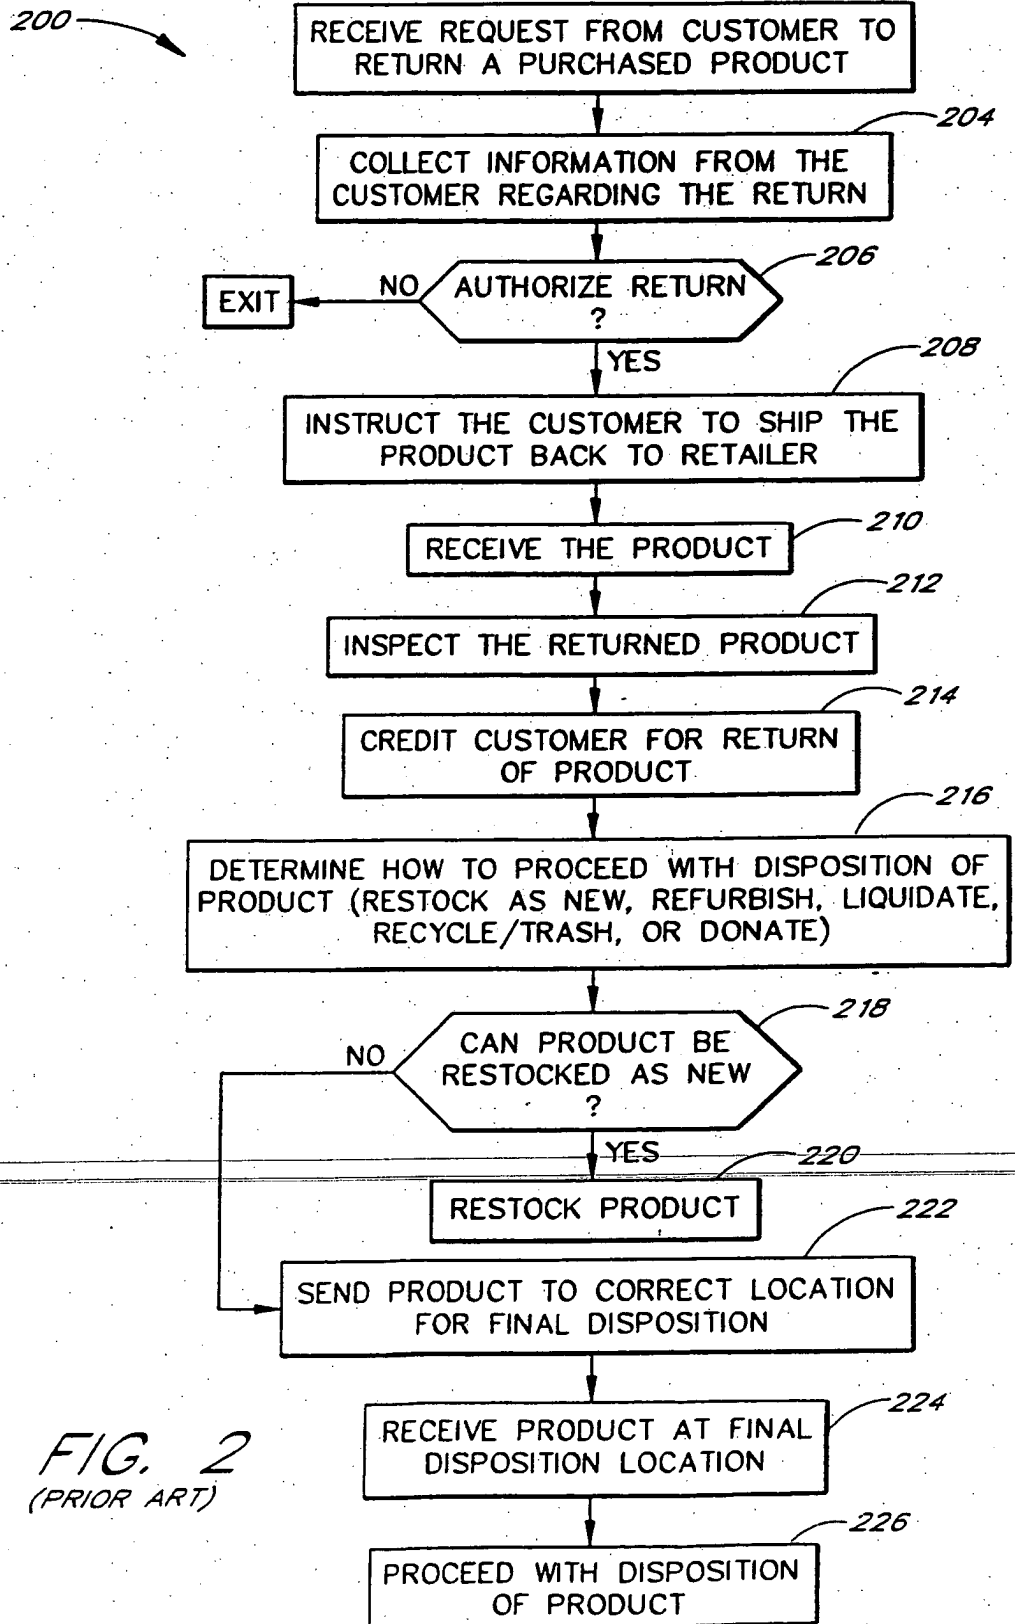 200
RECEIVE REQUEST FROM CUSTOMER TO
RETURN A PURCHASED PRODUCT
204
COLLECT INFORMATION FROM THE
CUSTOMER REGARDING THE RETURN
206
AUTHORIZE RETURN
?
NO
EXIT
YES
208
INSTRUCT THE CUSTOMER TO SHIP THE
PRODUCT BACK TO RETAILER
210
RECEIVE THE PRODUCT
212
INSPECT THE RETURNED PRODUCT
214
CREDIT CUSTOMER FOR RETURN
OF PRODUCT
216
DETERMINE HOW TO PROCEED WITH DISPOSITION OF
PRODUCT (RESTOCK AS NEW, REFURBISH, LIQUIDATE,
RECYCLE/TRASH, OR DONATE)
218
CAN PRODUCT BE
RESTOCKED AS NEW
?
NO
YES
220
RESTOCK PRODUCT
222
SEND PRODUCT TO CORRECT LOCATION
FOR FINAL DISPOSITION
224
RECEIVE PRODUCT AT FINAL
DISPOSITION LOCATION
226
PROCEED WITH DISPOSITION
OF PRODUCT
FIG. 2
(PRIOR ART)